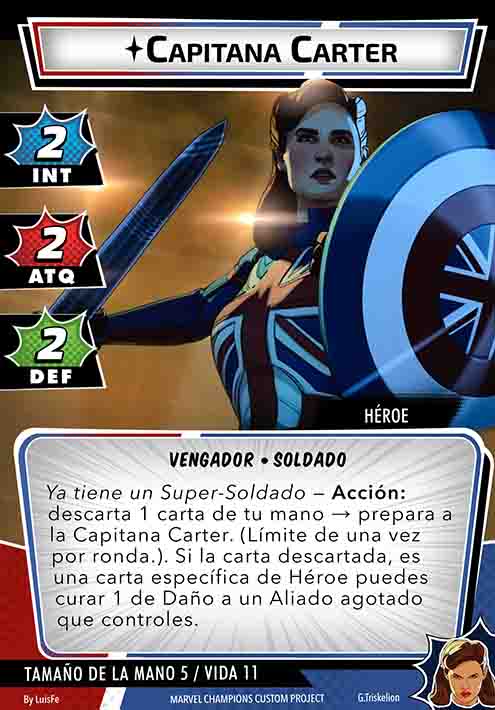 CAPITANA CARTER
2
INT
2
ATQ
2
DEF
HÉROE
VENGADOR • SOLDADO
Ya tiene un Super-Soldado – Acción:
descarta 1 carta de tu mano → prepara a
la Capitana Carter. (Límite de una vez
por ronda.). Si la carta descartada, es
una carta específica de Héroe puedes
curar 1 de Daño a un Aliado agotado
que controles.
TAMAÑO DE LA MANO 5 / VIDA 11
By LuisFe MARVEL CHAMPIONS CUSTOM PROJECT G.Triskelion